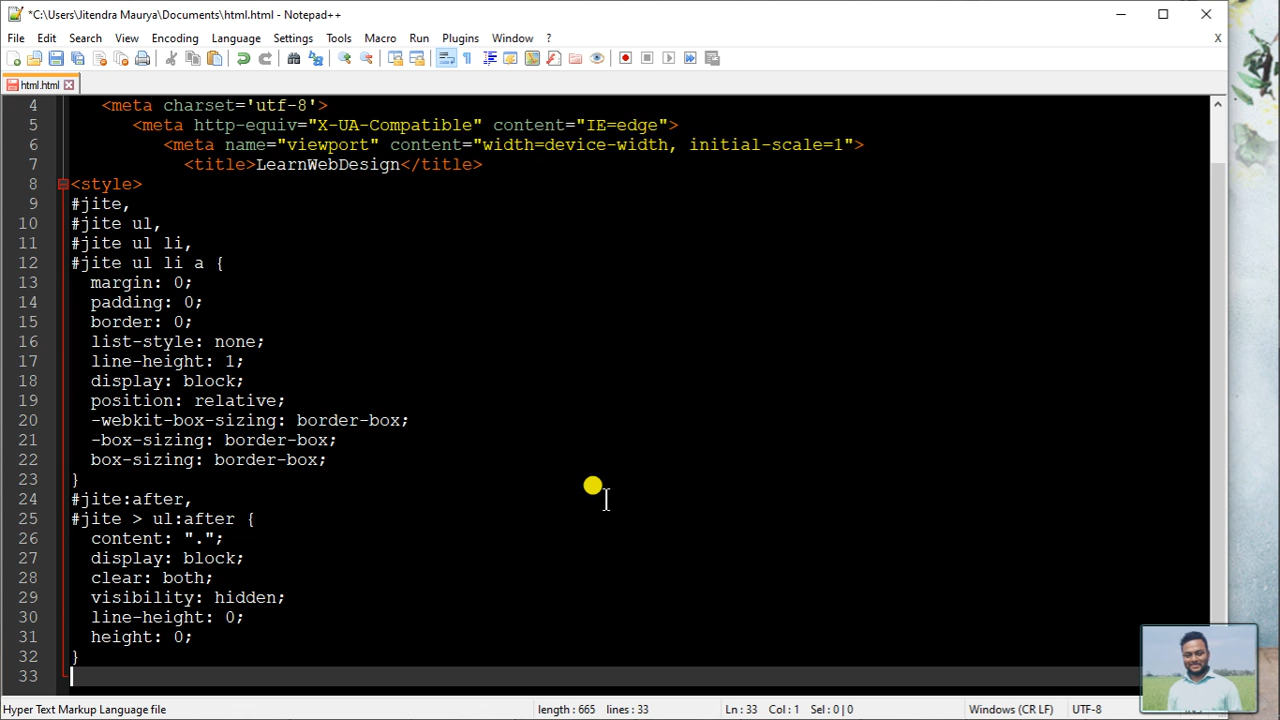 *C:\Users\Jitendra Maurya\Documents\html.html - Notepad++
File Edit Search View Encoding Language Settings Tools Macro Run Plugins Window ? X
html.html
4 <meta charset='utf-8'>
5 <meta http-equiv="X-UA-Compatible" content="IE=edge">
6 <meta name="viewport" content="width=device-width, initial-scale=1">
7 <title>LearnWebDesign</title>
8 <style>
9 #jite,
10 #jite ul,
11 #jite ul li,
12 #jite ul li a {
13 margin: 0;
14 padding: 0;
15 border: 0;
16 list-style: none;
17 line-height: 1;
18 display: block;
19 position: relative;
20 -webkit-box-sizing: border-box;
21 -box-sizing: border-box;
22 box-sizing: border-box;
23 }
24 #jite:after,
25 #jite > ul:after {
26 content: ".";
27 display: block;
28 clear: both;
29 visibility: hidden;
30 line-height: 0;
31 height: 0;
32 }
33
Hyper Text Markup Language file length : 665 lines : 33 Ln : 33 Col : 1 Sel : 0 | 0 Windows (CR LF) UTF-8